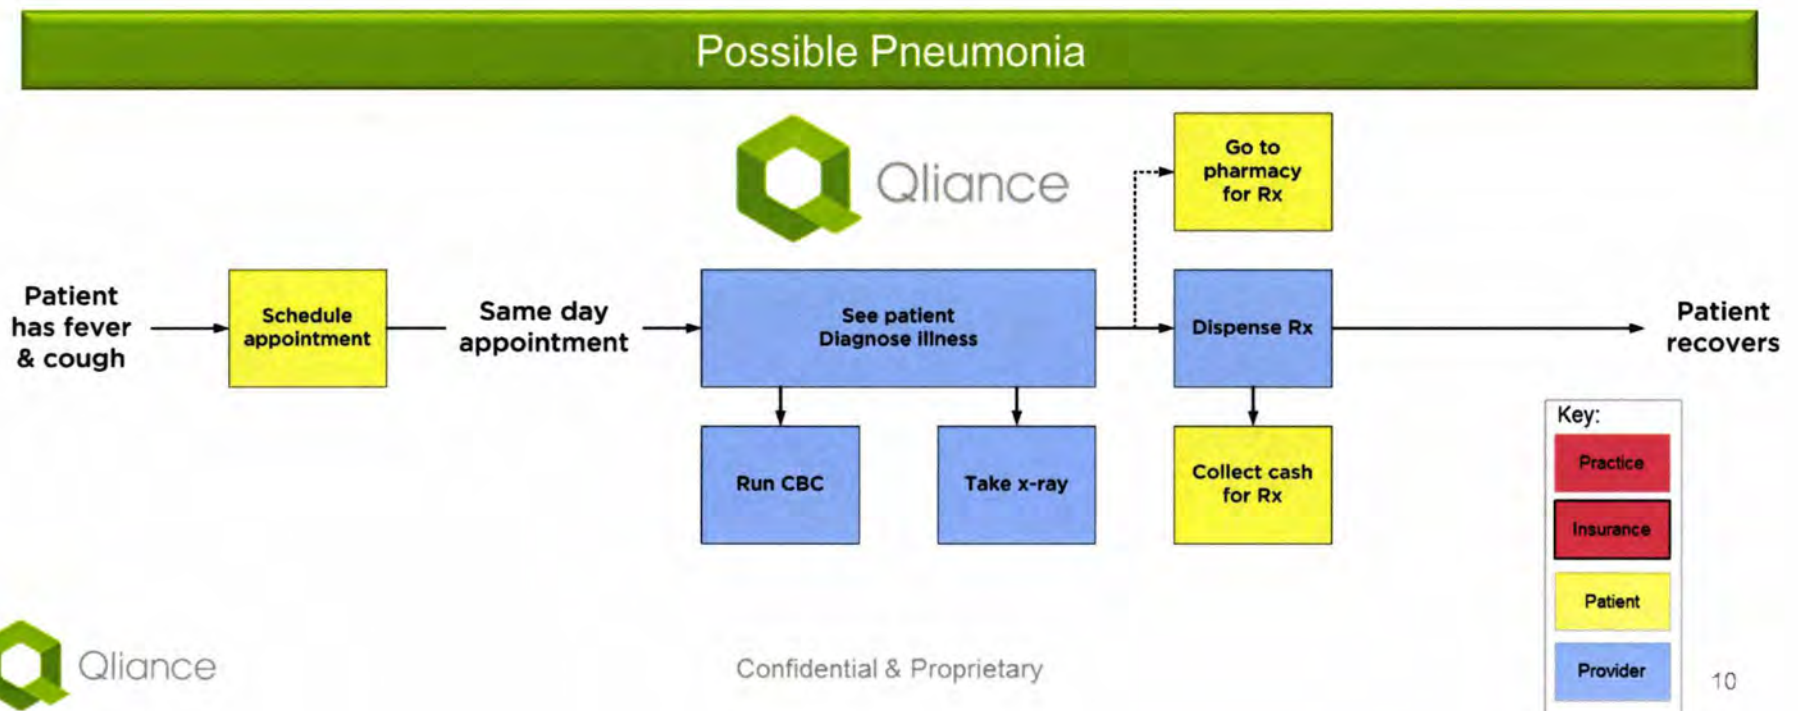 Possible Pneumonia
Qliance
Go to
pharmacy
for Rx
Patient
has fever
& cough
Schedule
appointment
Same day
appointment
See patient
Diagnose illness
Dispense Rx
Patient
recovers
Run CBC
Take x-ray
Collect cash
for Rx
Key:
Practice
Insurance
Patient
Provider
Qliance
Confidential & Proprietary
10